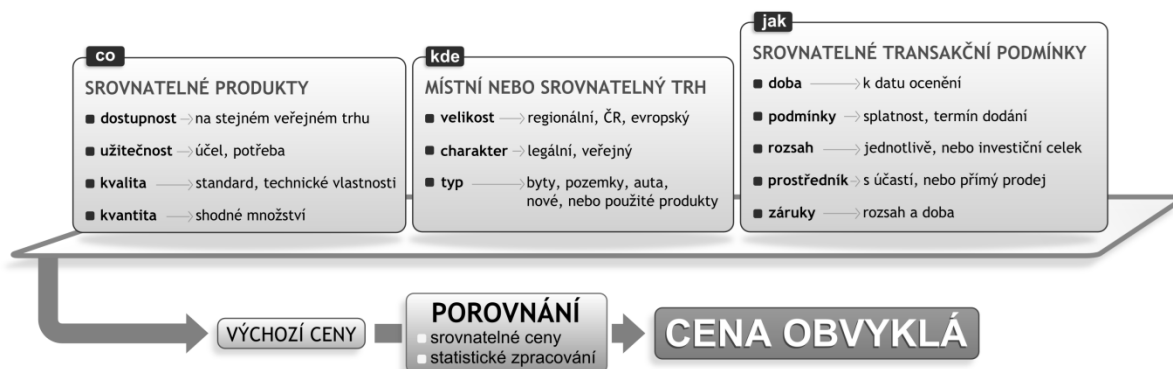 co
SROVNATELNÉ PRODUKTY
dostupnost → na stejném veřejném trhu
užitečnost → účel, potřeba
kvalita → standard, technické vlastnosti
kvantita → shodné množství
kde
MÍSTNÍ NEBO SROVNATELNÝ TRH
velikost → regionální, ČR, evropský
charakter → legální, veřejný
typ → byty, pozemky, auta,
nové, nebo použité produkty
jak
SROVNATELNÉ TRANSAKČNÍ PODMÍNKY
doba → k datu ocenění
podmínky → splatnost, termín dodání
rozsah → jednotlivě, nebo investiční celek
prostředník → s účastí, nebo přímý prodej
záruky → rozsah a doba
VÝCHOZÍ CENY
POROVNÁNÍ
srovnatelné ceny
statistické zpracování
CENA OBVYKLÁ